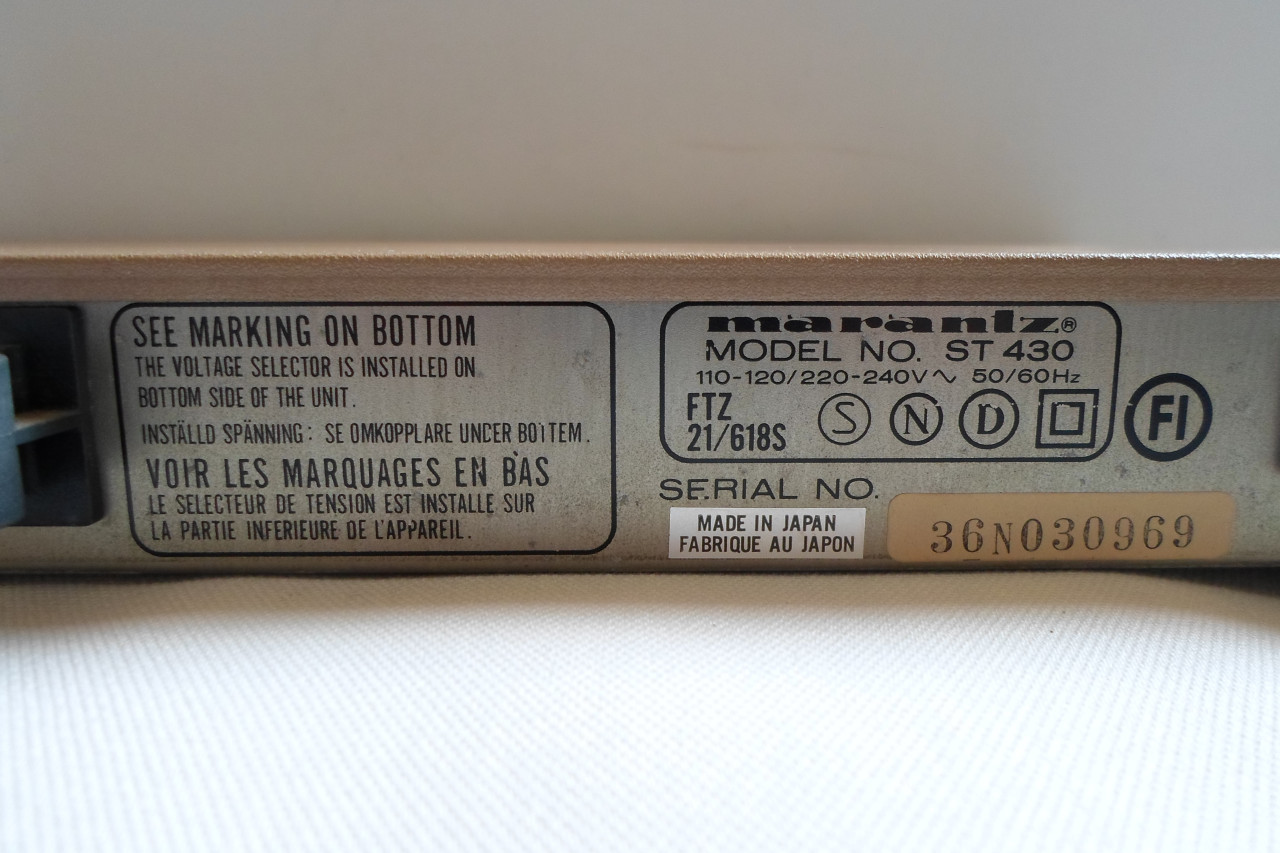 SEE MARKING ON BOTTOM
THE VOLTAGE SELECTOR IS INSTALLED ON
BOTTOM SIDE OF THE UNIT.
INSTÄLLD SPÄNNING: SE OMKOPPLARE UNDER BOTTEM.
VOIR LES MARQUAGES EN BAS
LE SELECTEUR DE TENSION EST INSTALLE SUR
LA PARTIE INFERIEURE DE L'APPAREIL.
marantz®
MODEL NO. ST 430
110-120/220-240V∿ 50/60Hz
FTZ
21/618S
S N D
FI
SERIAL NO.
MADE IN JAPAN
FABRIQUE AU JAPON
36N030969